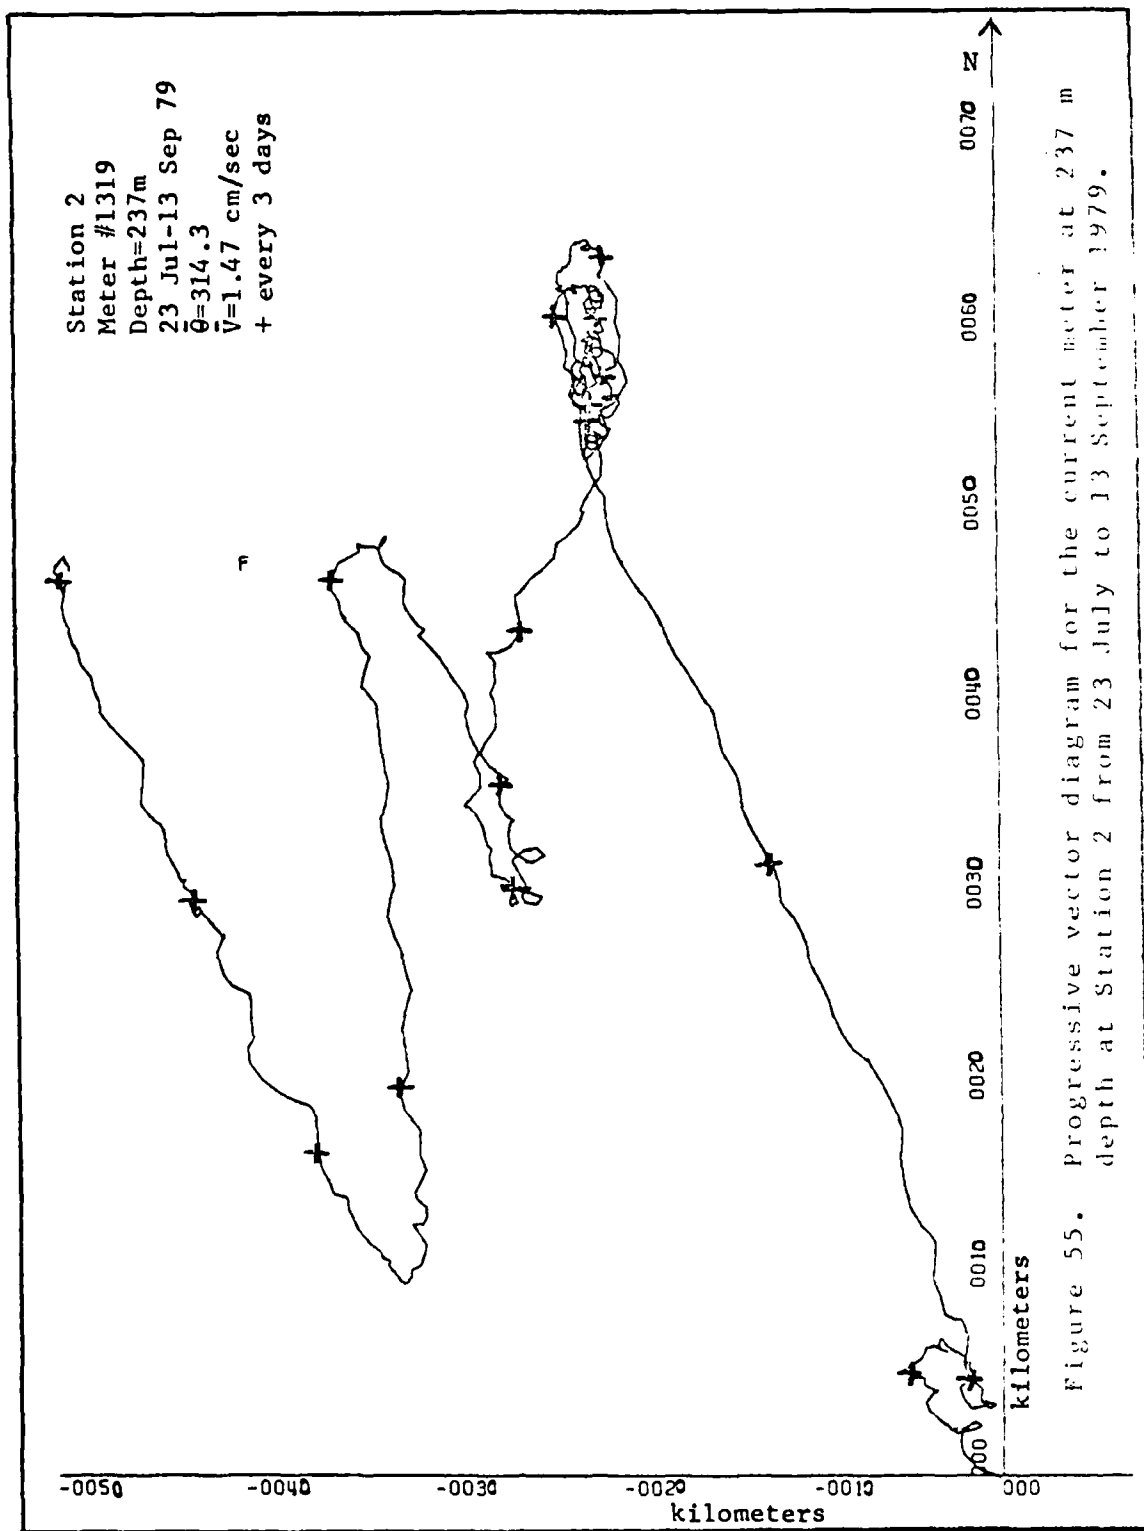 Station 2
Meter #1319
Depth=237m
23 Jul-13 Sep 79
θ̄=314.3
V̄=1.47 cm/sec
+ every 3 days
N
F
0070
0060
0050
0040
0030
0020
0010
00
kilometers
-0050
-0040
-0030
-0020
-0010
000
kilometers
Figure 55. Progressive vector diagram for the current meter at 237 m
depth at Station 2 from 23 July to 13 September 1979.